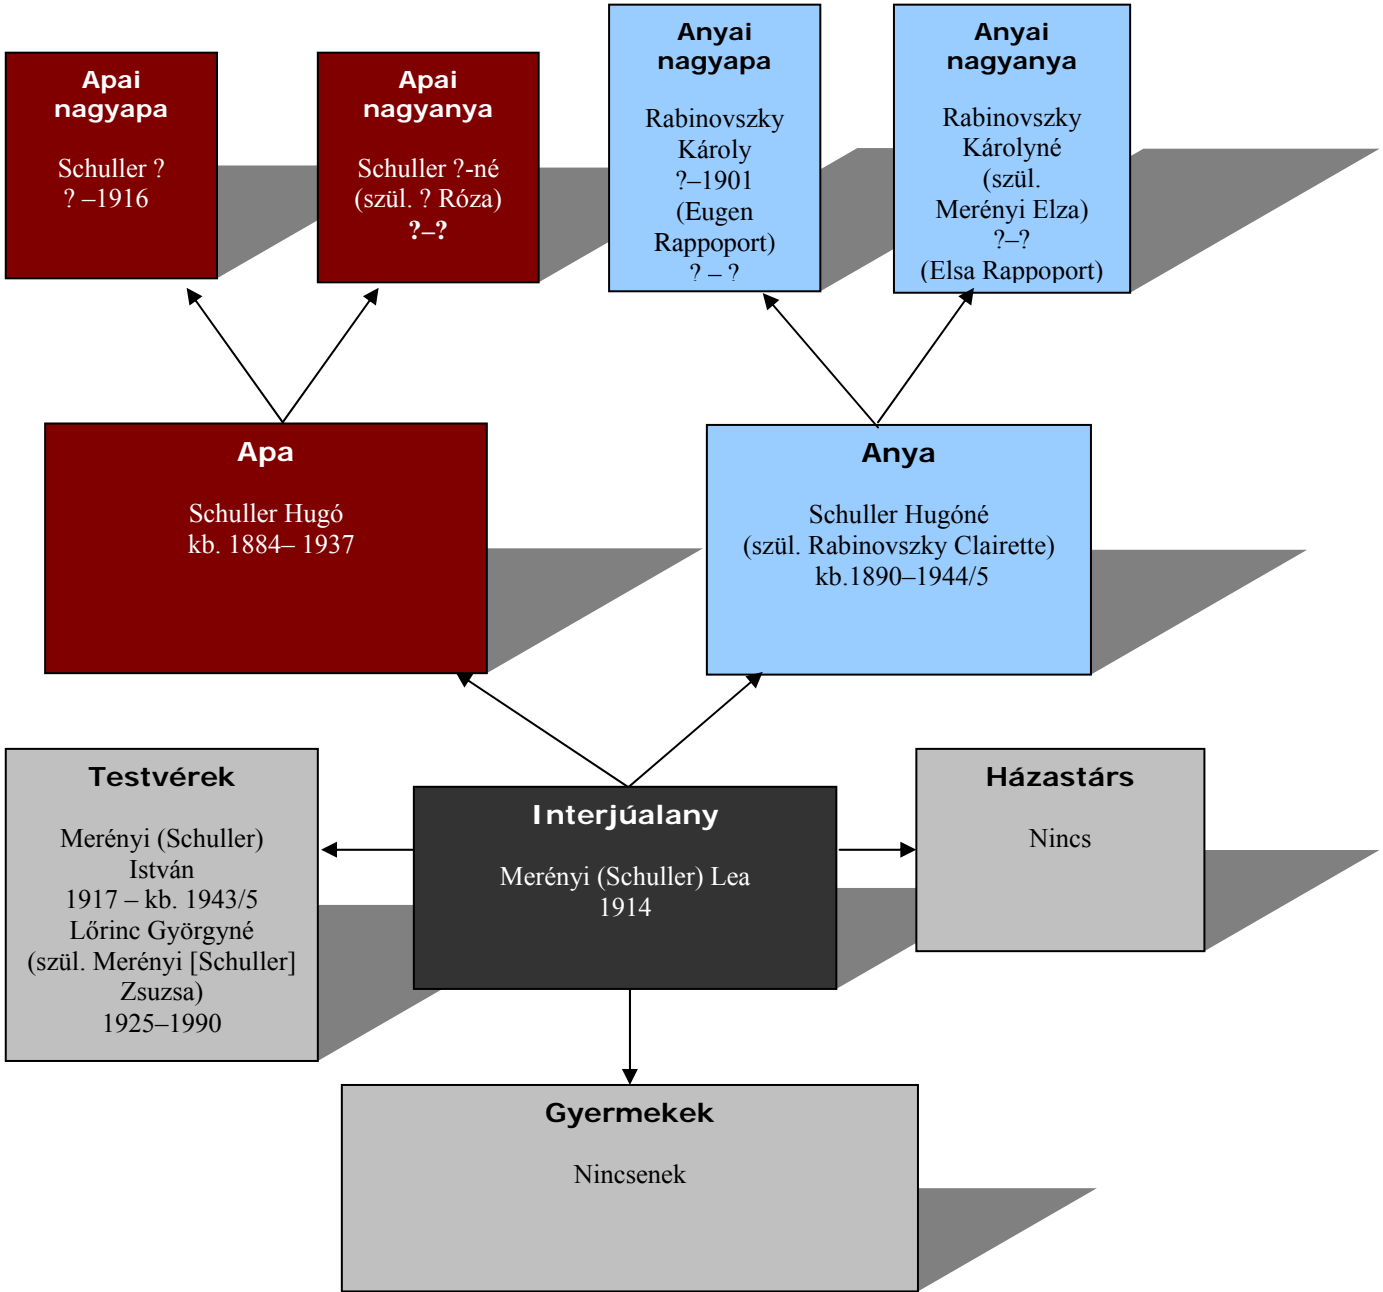 Apai
nagyapa
Schuller ?
? –1916
Apai
nagyanya
Schuller ?-né
(szül. ? Róza)
?–?
Anyai
nagyapa
Rabinovszky
Károly
?–1901
(Eugen
Rappoport)
? – ?
Anyai
nagyanya
Rabinovszky
Károlyné
(szül.
Merényi Elza)
?–?
(Elsa Rappoport)
Apa
Schuller Hugó
kb. 1884– 1937
Anya
Schuller Hugóné
(szül. Rabinovszky Clairette)
kb.1890–1944/5
Testvérek
Merényi (Schuller)
István
1917 – kb. 1943/5
Lőrinc Györgyné
(szül. Merényi [Schuller]
Zsuzsa)
1925–1990
Interjúalany
Merényi (Schuller) Lea
1914
Házastárs
Nincs
Gyermekek
Nincsenek